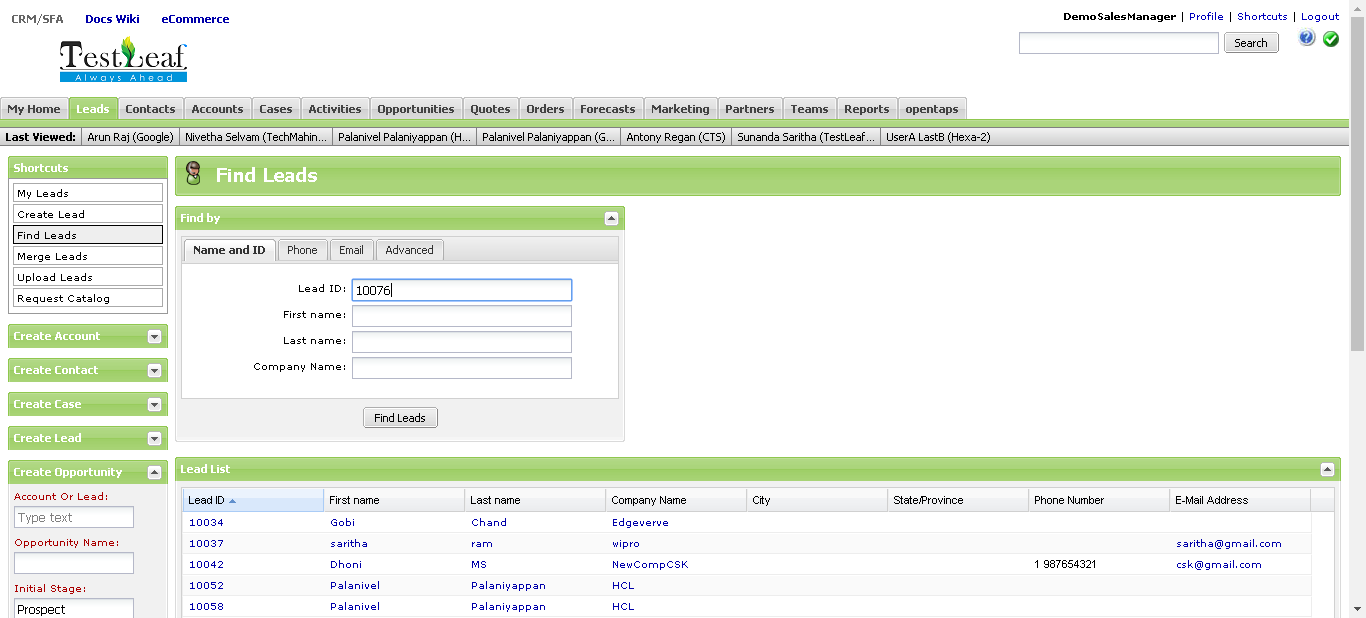 CRM/SFA Docs Wiki eCommerce
DemoSalesManager | Profile | Shortcuts | Logout
TestLeaf
Always Ahead
Search
My Home Leads Contacts Accounts Cases Activities Opportunities Quotes Orders Forecasts Marketing Partners Teams Reports opentaps
Last Viewed: Arun Raj (Google) Nivetha Selvam (TechMahin... Palanivel Palaniyappan (H... Palanivel Palaniyappan (G... Antony Regan (CTS) Sunanda Saritha (TestLeaf... UserA LastB (Hexa-2)
Shortcuts
My Leads
Create Lead
Find Leads
Merge Leads
Upload Leads
Request Catalog
Create Account
Create Contact
Create Case
Create Lead
Create Opportunity
Account Or Lead:
Type text
Opportunity Name:
Initial Stage:
Prospect
Find Leads
Find by
Name and ID Phone Email Advanced
Lead ID: 10076
First name:
Last name:
Company Name:
Find Leads
Lead List
Lead ID First name Last name Company Name City State/Province Phone Number E-Mail Address
10034 Gobi Chand Edgeverve
10037 saritha ram wipro saritha@gmail.com
10042 Dhoni MS NewCompCSK 1 987654321 csk@gmail.com
10052 Palanivel Palaniyappan HCL
10058 Palanivel Palaniyappan HCL